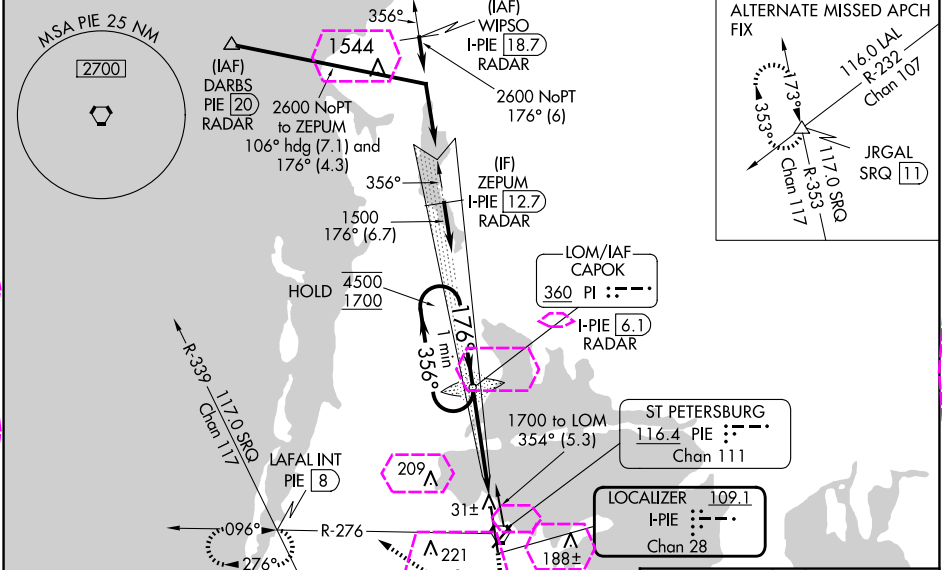 MSA PIE 25 NM
2700
(IAF)
DARBS
PIE 20
RADAR
1544
2600 NoPT
to ZEPUM
106° hdg (7.1) and
176° (4.3)
356°
(IAF)
WIPSO
I-PIE 18.7
RADAR
2600 NoPT
176° (6)
ALTERNATE MISSED APCH
FIX
116.0 LAL
R-232
Chan 107
173°
353°
JRGAL
SRQ 11
117.0 SRQ
R-353
Chan 117
356°
(IF)
ZEPUM
I-PIE 12.7
RADAR
1500
176° (6.7)
HOLD
4500
1700
176°
1 min
356°
LOM/IAF
CAPOK
360 PI
I-PIE 6.1
RADAR
R-339
117.0 SRQ
Chan 117
1700 to LOM
354° (5.3)
ST PETERSBURG
116.4 PIE
Chan 111
LAFAL INT
PIE 8
209
31±
LOCALIZER 109.1
I-PIE
Chan 28
096°
R-276
276°
221
188±